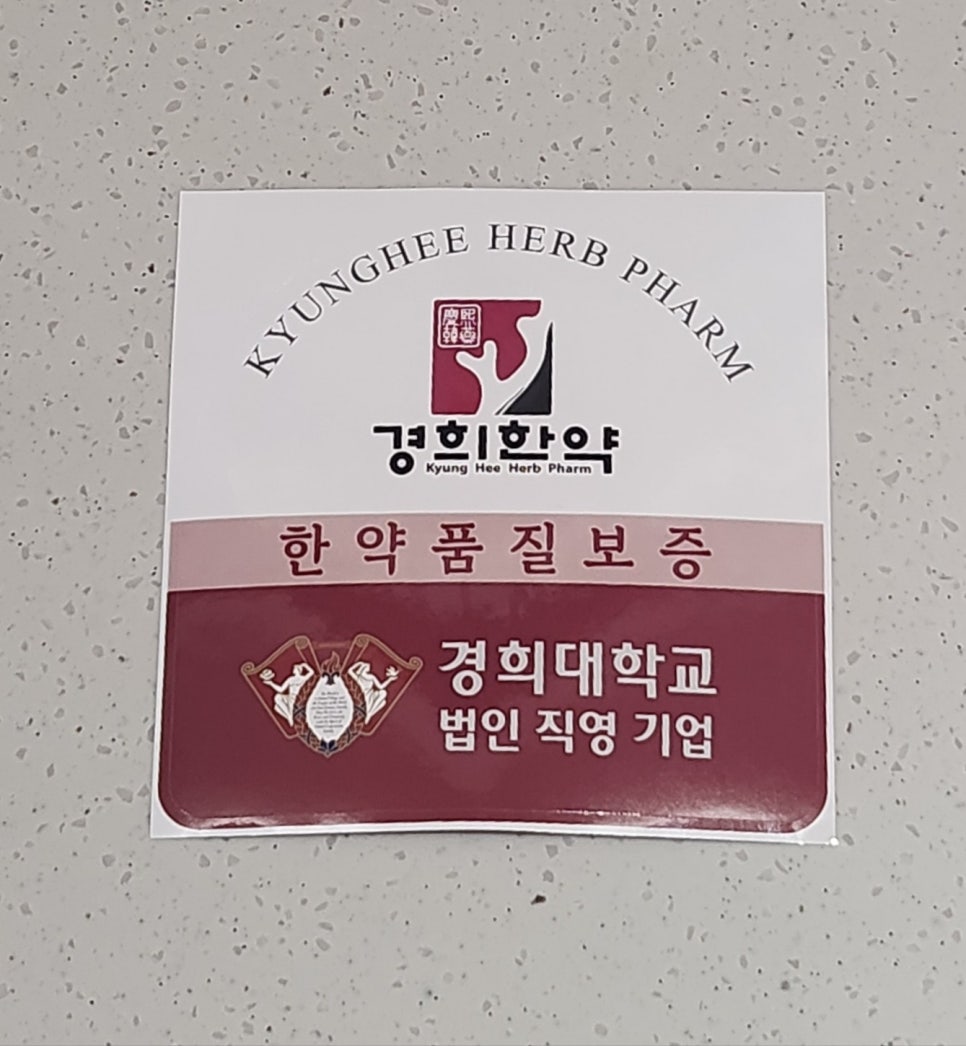 KYUNGHEE HERB PHARM
경희한약
Kyung Hee Herb Pharm
한약품질보증
경희대학교
법인 직영 기업